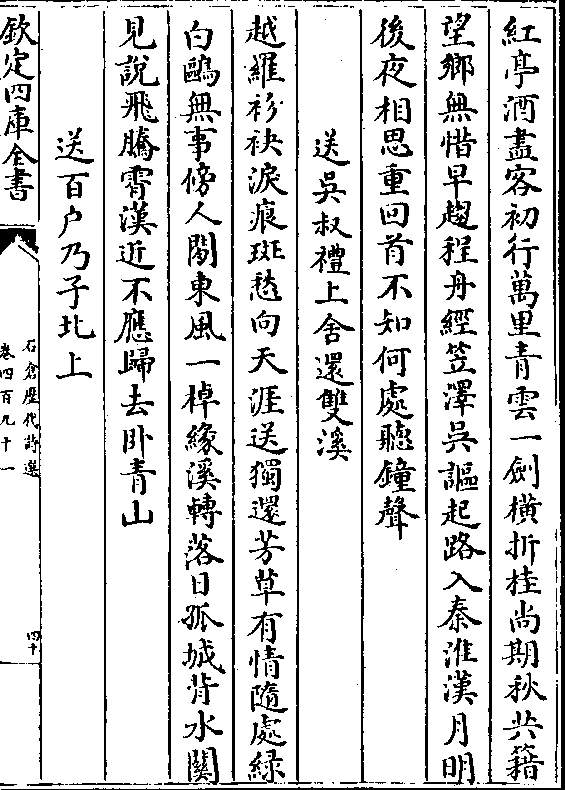 紅亭酒盡客初行萬里青雲一劍橫折桂尚期秋共籍
望鄉無惜早趨程舟經笠澤吳謳起路入秦淮漢月明
後夜相思重回首不知何處聽鐘聲
送吳叔禮上舍還雙溪
越羅衫袂淚痕斑愁向天涯送獨還芳草有情隨處緑
白鷗無事傍人閒東風一棹緣溪轉落日孤城背水關
見説飛騰霄漢近不應歸去卧青山
送百户乃子北上
欽定四庫全書
石倉歷代詩選
卷四百九十一
四十